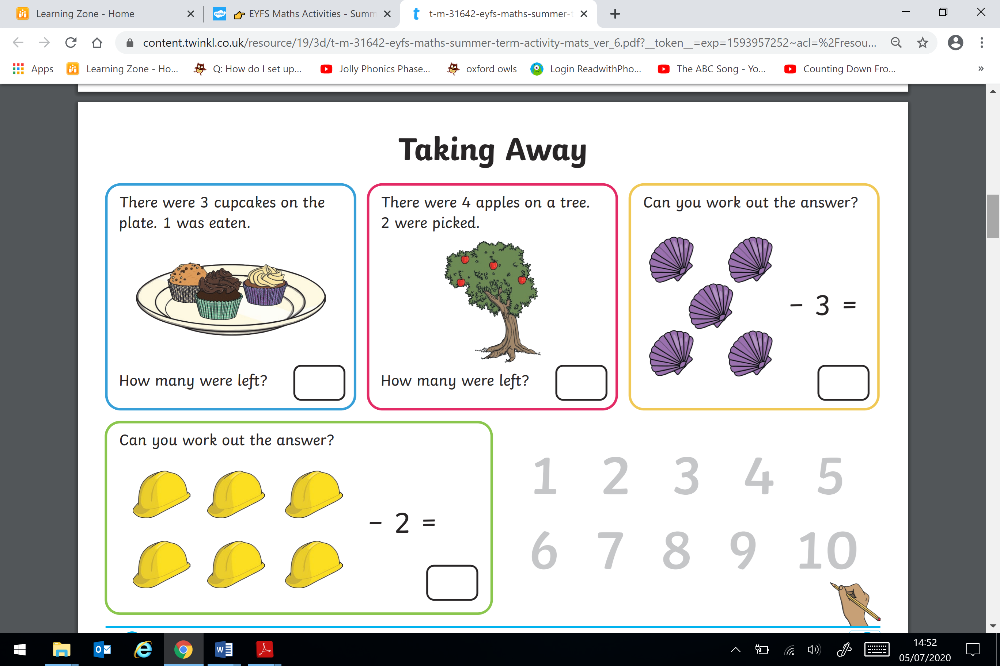 Learning Zone - Home
EYFS Maths Activities - Summ
t-m-31642-eyfs-maths-summer-t
content.twinkl.co.uk/resource/19/3d/t-m-31642-eyfs-maths-summer-term-activity-mats_ver_6.pdf?__token__=exp=1593957252~acl=%2Fresou...
Apps
Learning Zone - Ho...
Q: How do I set up...
Jolly Phonics Phase...
oxford owls
Login ReadwithPho...
The ABC Song - Yo...
Counting Down Fro...
»
Taking Away
There were 3 cupcakes on the
plate. 1 was eaten.
How many were left?
There were 4 apples on a tree.
2 were picked.
How many were left?
Can you work out the answer?
- 3 =
Can you work out the answer?
- 2 =
1 2 3 4 5
6 7 8 9 10
14:52
05/07/2020